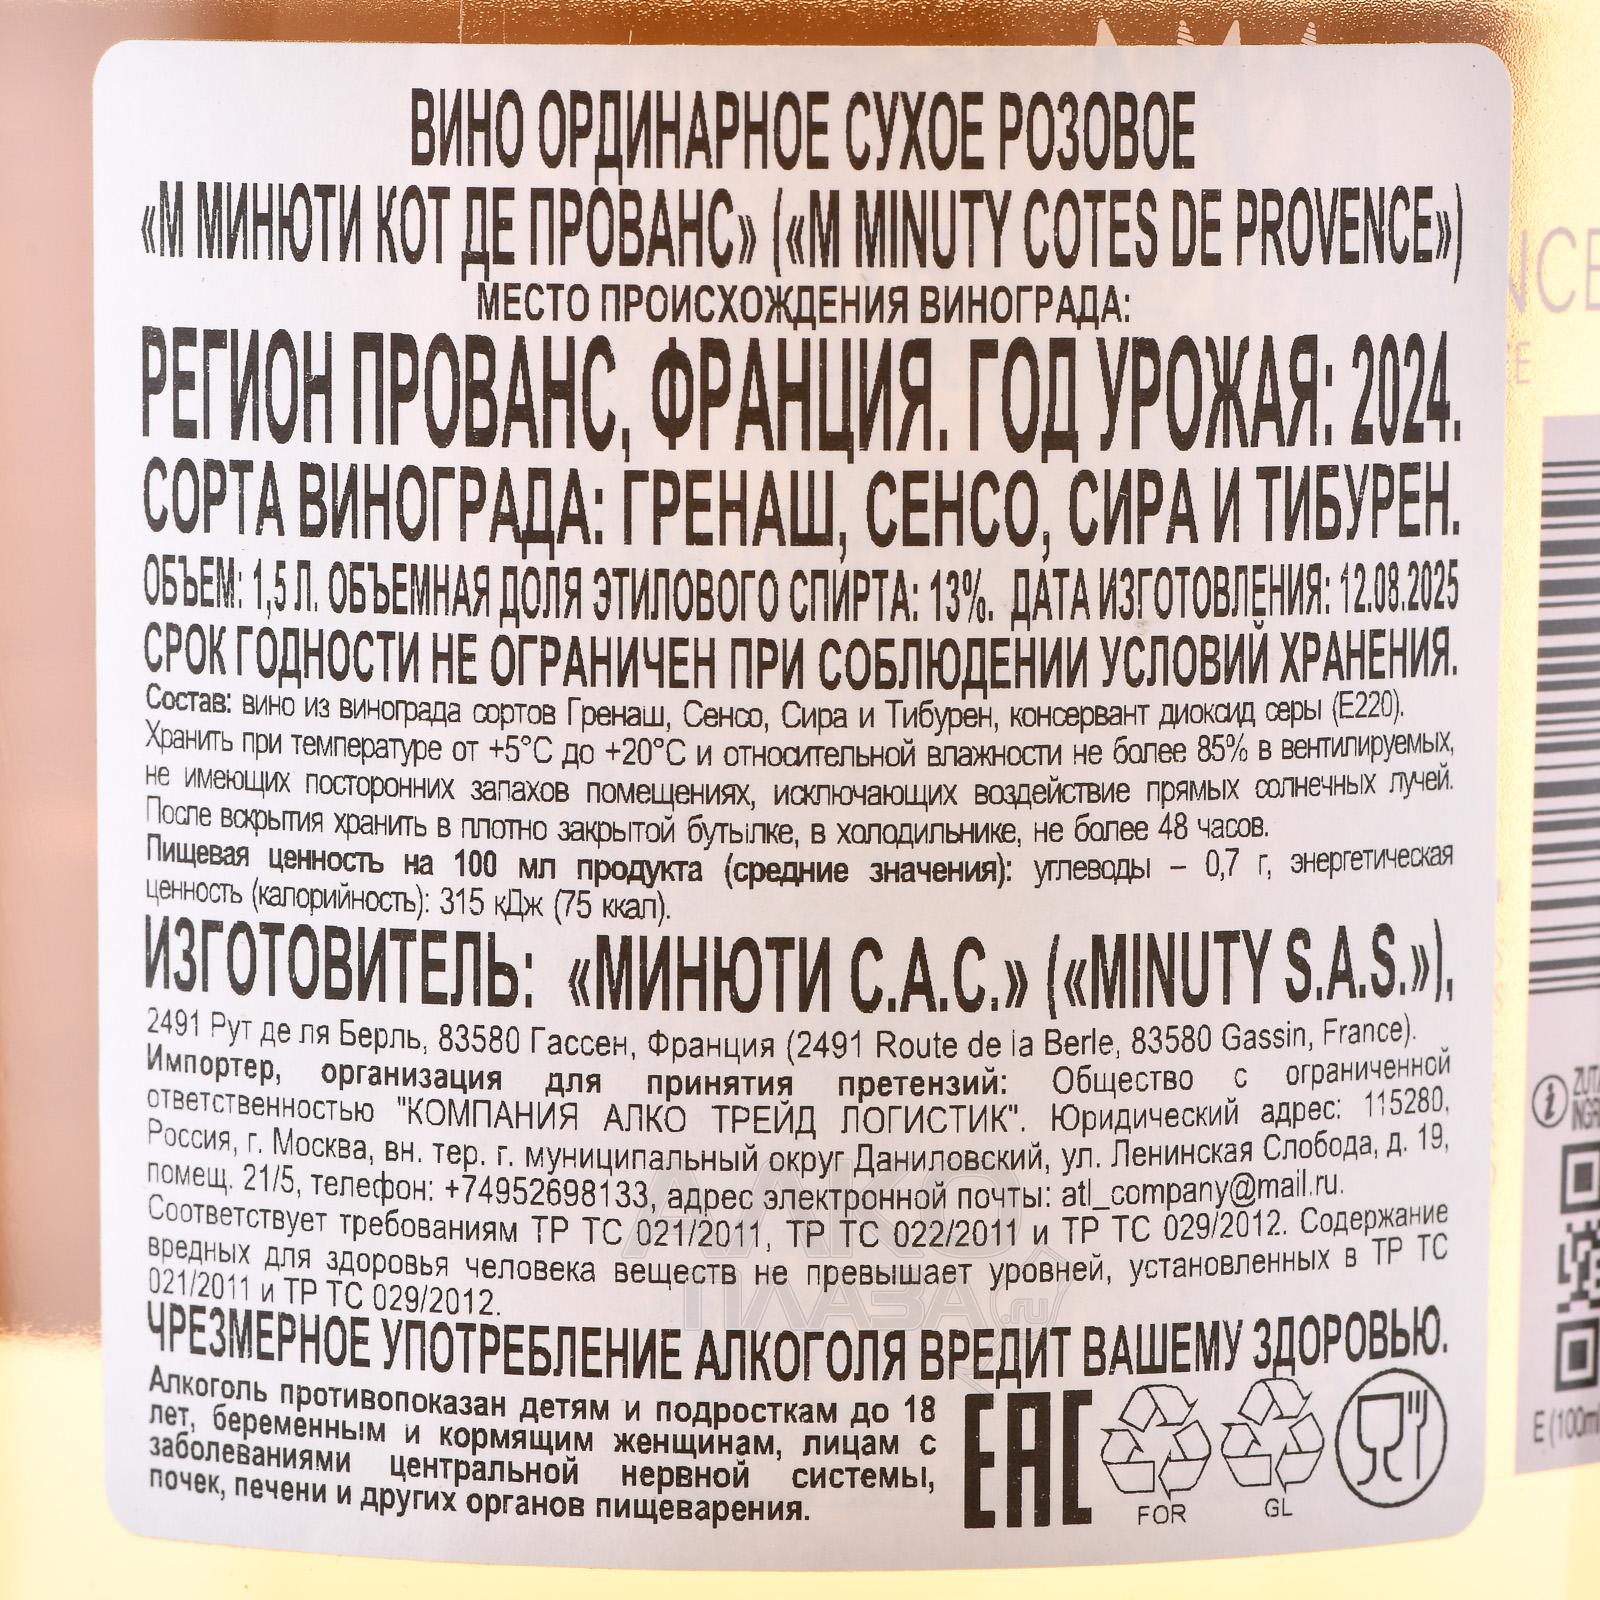 ВИНО ОРДИНАРНОЕ СУХОЕ РОЗОВОЕ
«М МИНЮТИ КОТ ДЕ ПРОВАНС» («M MINUTY COTES DE PROVENCE»)
МЕСТО ПРОИСХОЖДЕНИЯ ВИНОГРАДА:
РЕГИОН ПРОВАНС, ФРАНЦИЯ. ГОД УРОЖАЯ: 2024.
СОРТА ВИНОГРАДА: ГРЕНАШ, СЕНСО, СИРА И ТИБУРЕН.
ОБЪЕМ: 1,5 Л. ОБЪЕМНАЯ ДОЛЯ ЭТИЛОВОГО СПИРТА: 13%. ДАТА ИЗГОТОВЛЕНИЯ: 12.08.2025
СРОК ГОДНОСТИ НЕ ОГРАНИЧЕН ПРИ СОБЛЮДЕНИИ УСЛОВИЙ ХРАНЕНИЯ.
Состав: вино из винограда сортов Гренаш, Сенсо, Сира и Тибурен, консервант диоксид серы (Е220).
Хранить при температуре от +5°С до +20°С и относительной влажности не более 85% в вентилируемых,
не имеющих посторонних запахов помещениях, исключающих воздействие прямых солнечных лучей.
После вскрытия хранить в плотно закрытой бутылке, в холодильнике, не более 48 часов.
Пищевая ценность на 100 мл продукта (средние значения): углеводы – 0,7 г, энергетическая
ценность (калорийность): 315 кДж (75 ккал).
ИЗГОТОВИТЕЛЬ: «МИНЮТИ С.А.С.» («MINUTY S.A.S.»),
2491 Рут де ля Берль, 83580 Гассен, Франция (2491 Route de la Berle, 83580 Gassin, France).
Импортер, организация для принятия претензий: Общество с ограниченной
ответственностью "КОМПАНИЯ АЛКО ТРЕЙД ЛОГИСТИК". Юридический адрес: 115280,
Россия, г. Москва, вн. тер. г. муниципальный округ Даниловский, ул. Ленинская Слобода, д. 19,
помещ. 21/5, телефон: +74952698133, адрес электронной почты: atl_company@mail.ru.
Соответствует требованиям ТР ТС 021/2011, ТР ТС 022/2011 и ТР ТС 029/2012. Содержание
вредных для здоровья человека веществ не превышает уровней, установленных в ТР ТС
021/2011 и ТР ТС 029/2012.
ЧРЕЗМЕРНОЕ УПОТРЕБЛЕНИЕ АЛКОГОЛЯ ВРЕДИТ ВАШЕМУ ЗДОРОВЬЮ.
Алкоголь противопоказан детям и подросткам до 18
лет, беременным и кормящим женщинам, лицам с
заболеваниями центральной нервной системы,
почек, печени и других органов пищеварения.
EAC
FOR
GL
АЛКО
ПЛАЗА.ru
E (100ml